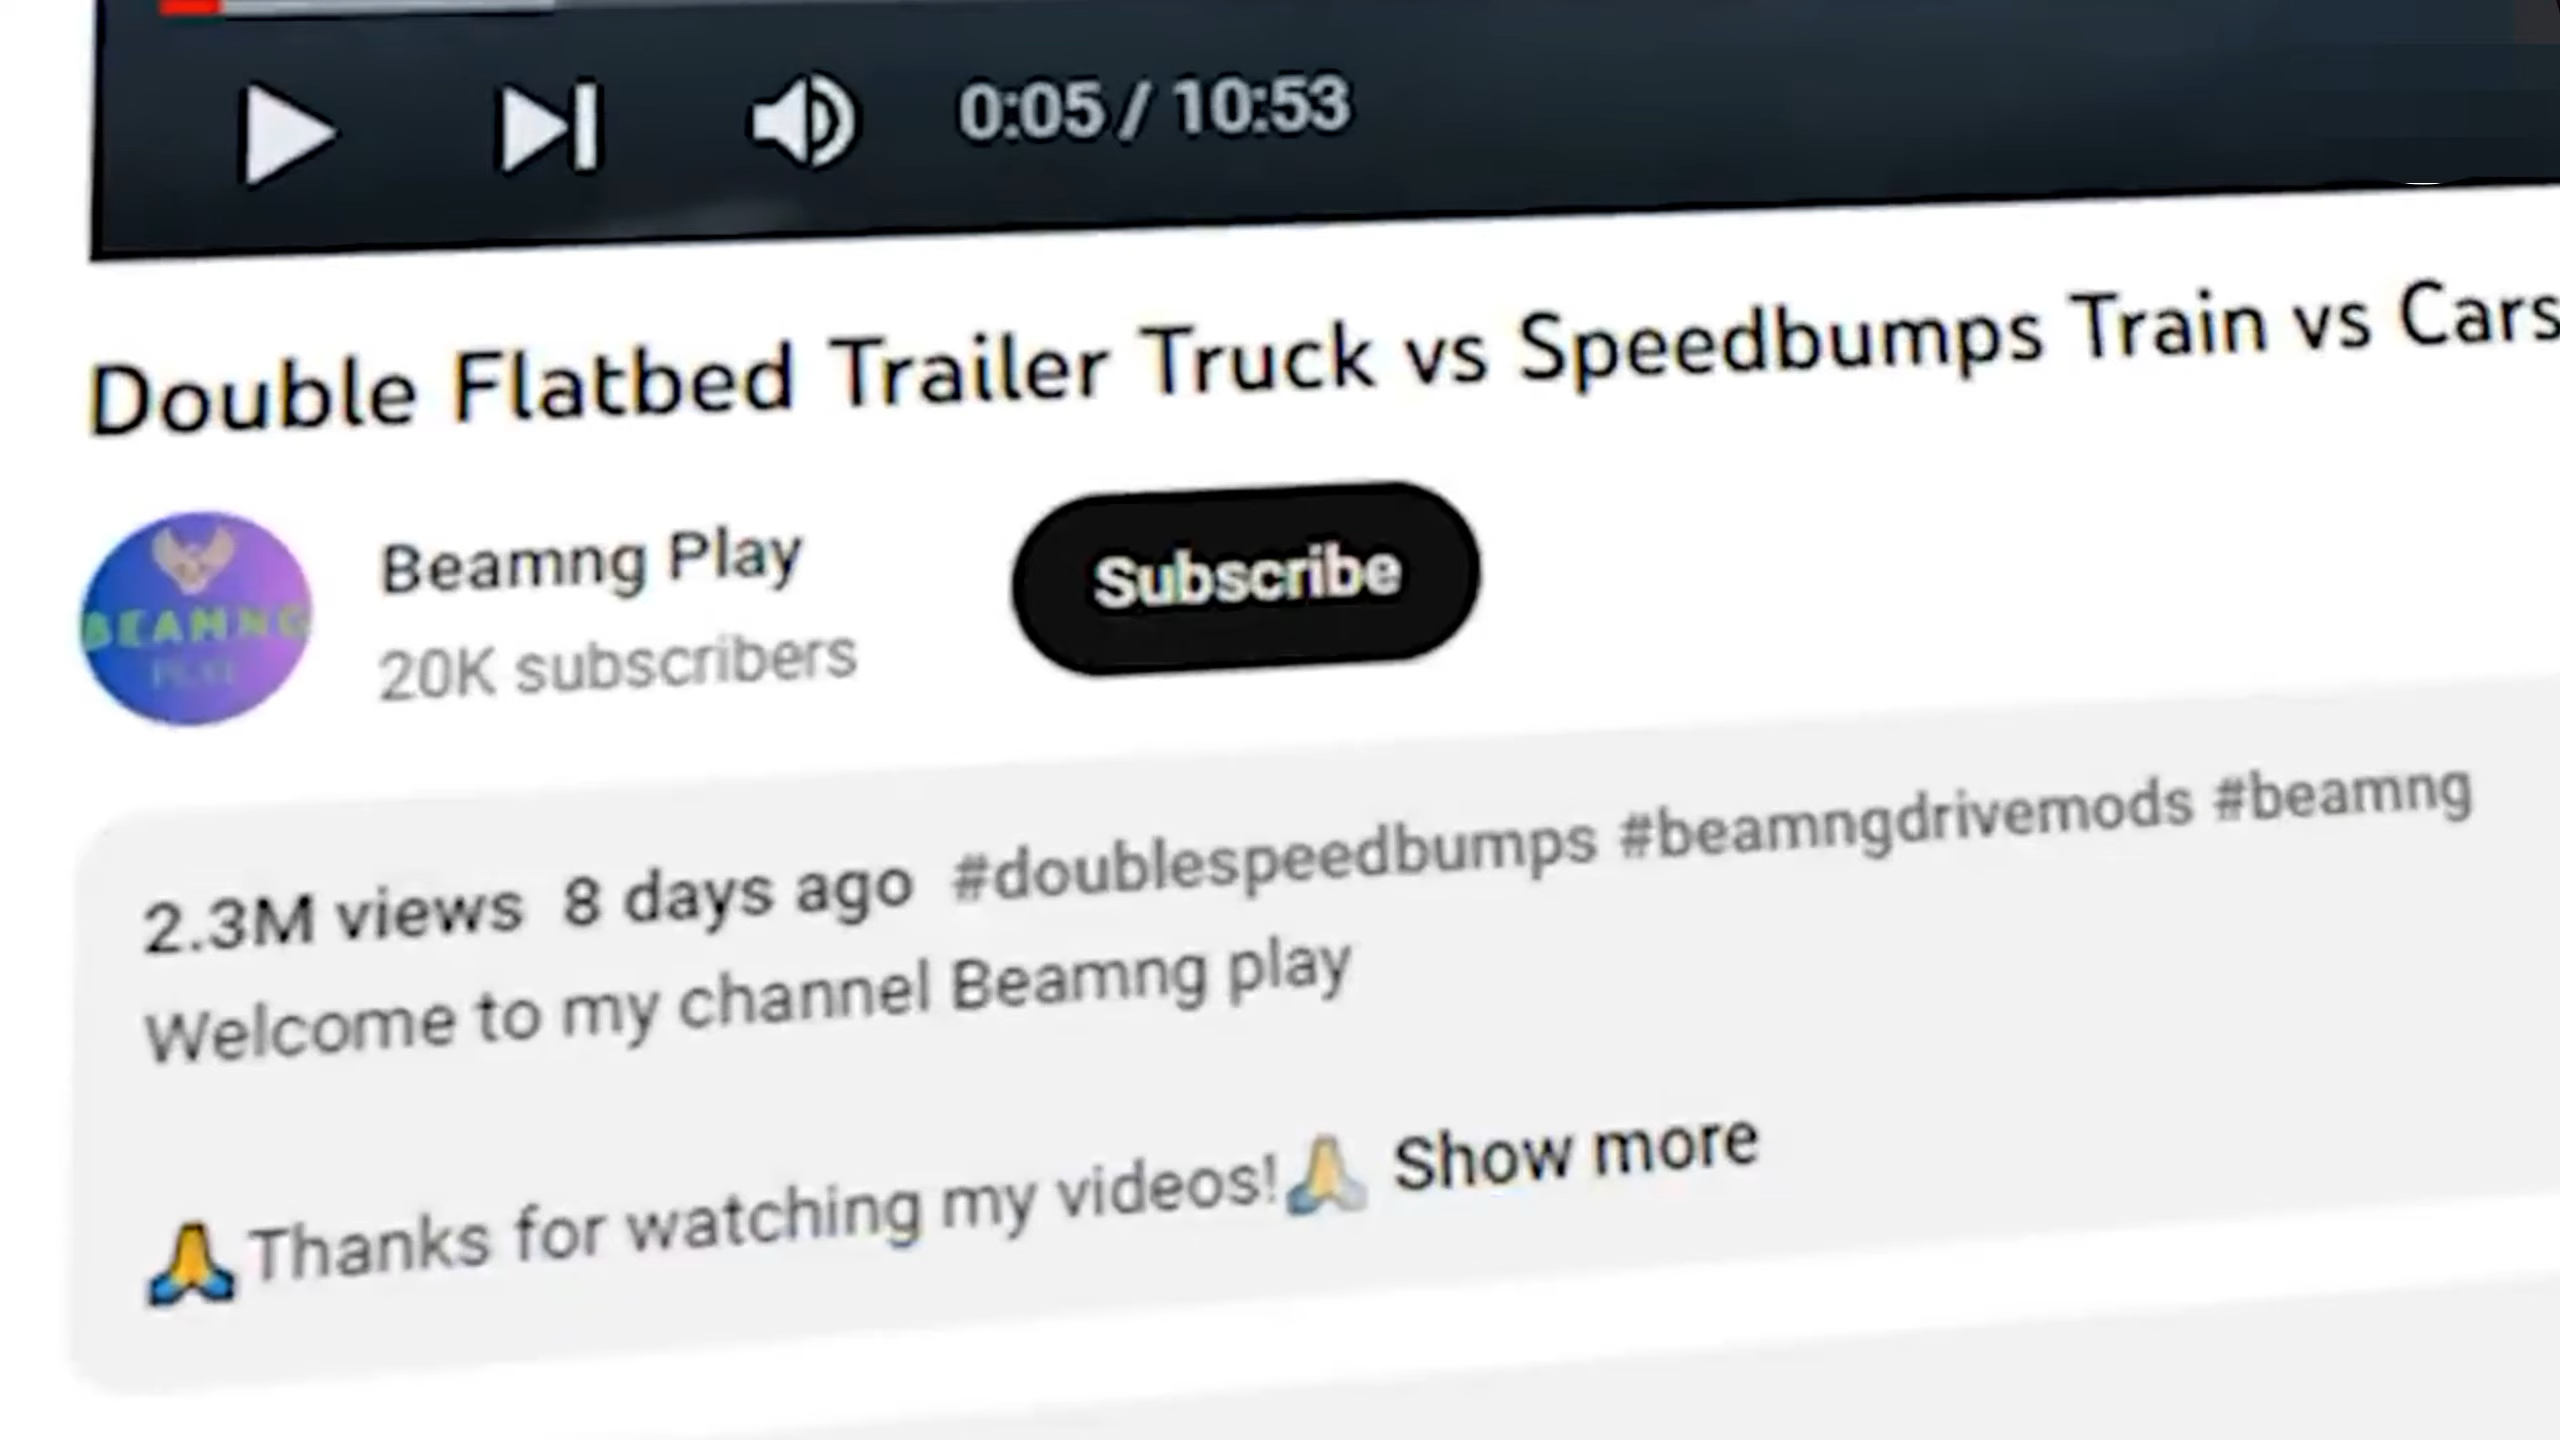 0:05 / 10:53
Double Flatbed Trailer Truck vs Speedbumps Train vs Cars
Beamng Play
20K subscribers
Subscribe
BEAMNG
PLAY
2.3M views 8 days ago #doublespeedbumps #beamngdrivemods #beamng
Welcome to my channel Beamng play
🙏Thanks for watching my videos!🙏 Show more